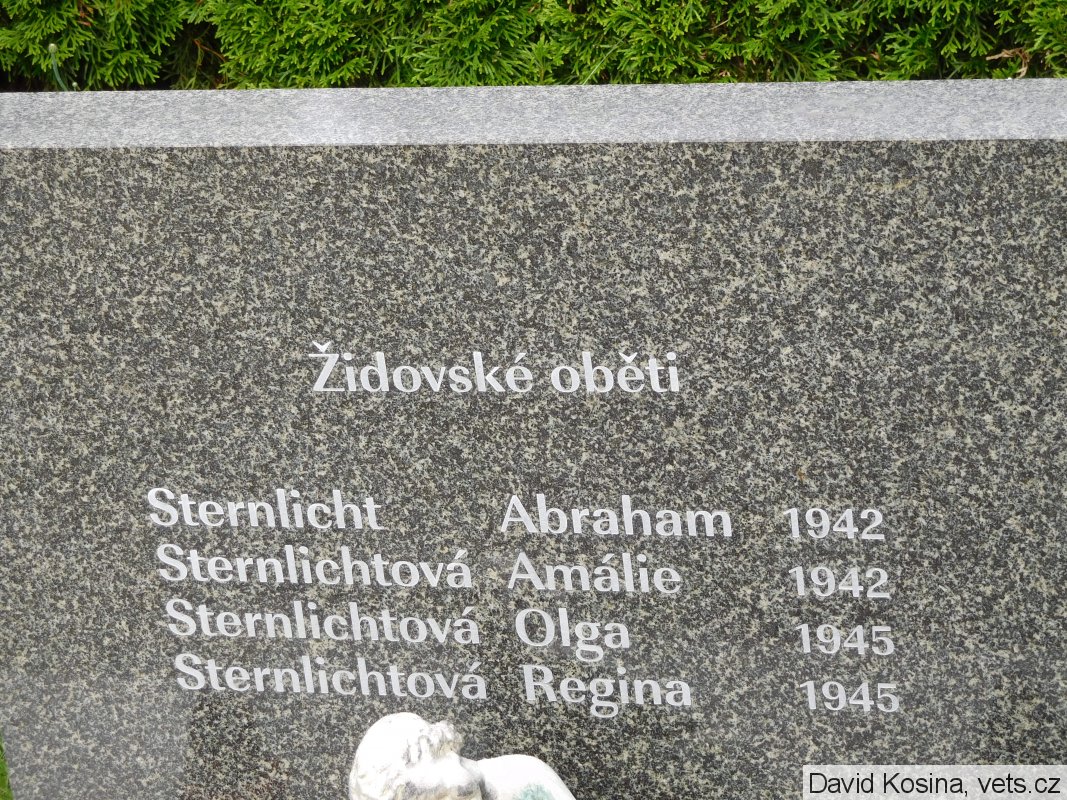 Židovské oběti
Sternlicht Abraham 1942
Sternlichtová Amálie 1942
Sternlichtová Olga 1945
Sternlichtová Regina 1945
David Kosina, vets.cz